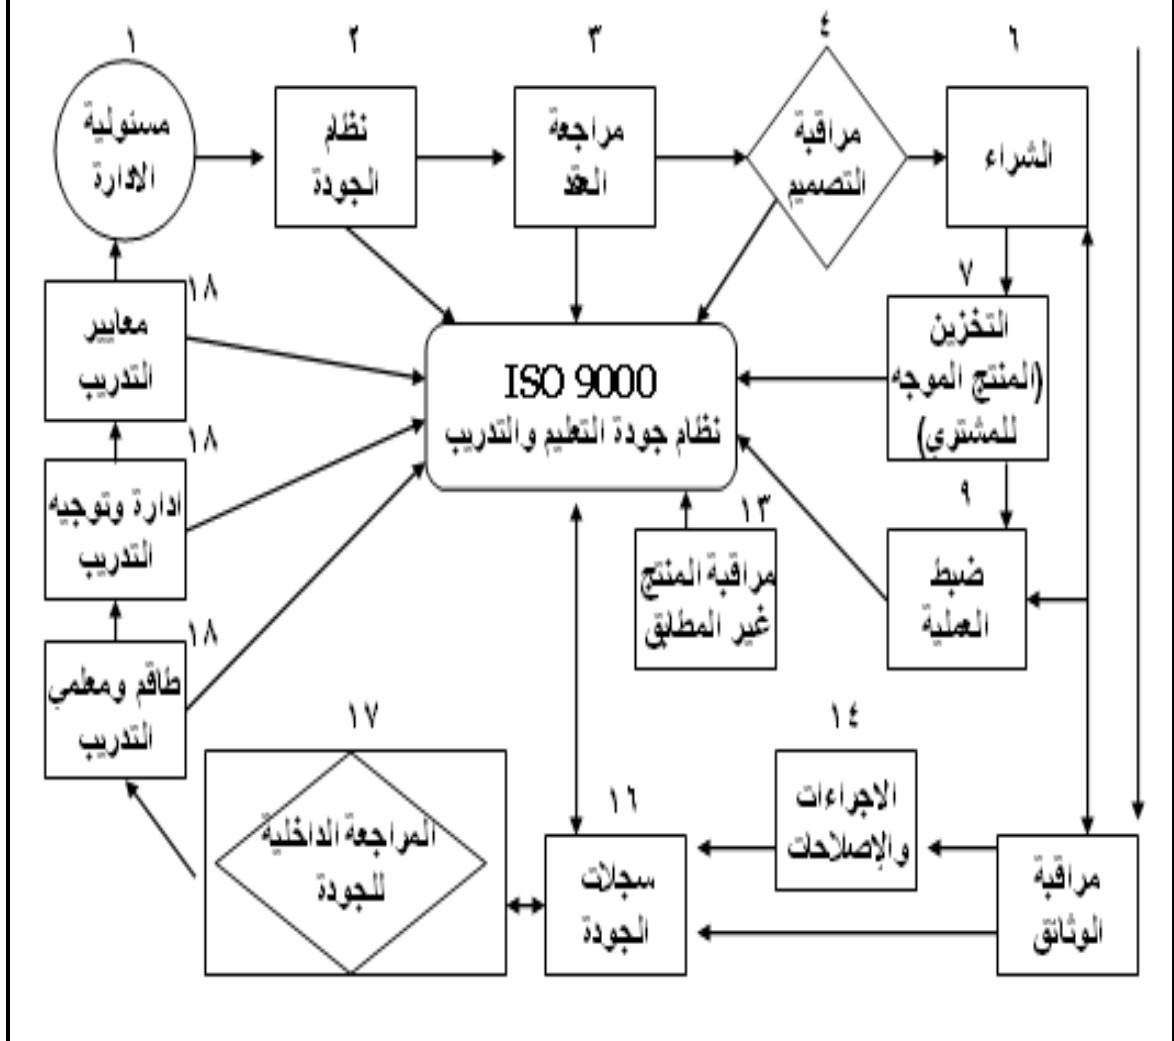 ١
مسئولية
الادارة
٢
نظام
الجودة
٣
مراجعة
العقد
٤
مراقبة
التصميم
٦
الشراء
٧
التخزين
(المنتج الموجه
للمشتري)
٩
ضبط
العملية
ISO 9000
نظام جودة التعليم والتدريب
١٣
مراقبة المنتج
غير المطابق
١٨
معايير
التدريب
١٨
ادارة وتوجيه
التدريب
١٨
طاقم ومعلمي
التدريب
١٧
المراجعة الداخلية
للجودة
١٦
سجلات
الجودة
١٤
الاجراءات
والإصلاحات
مراقبة
الوثائق